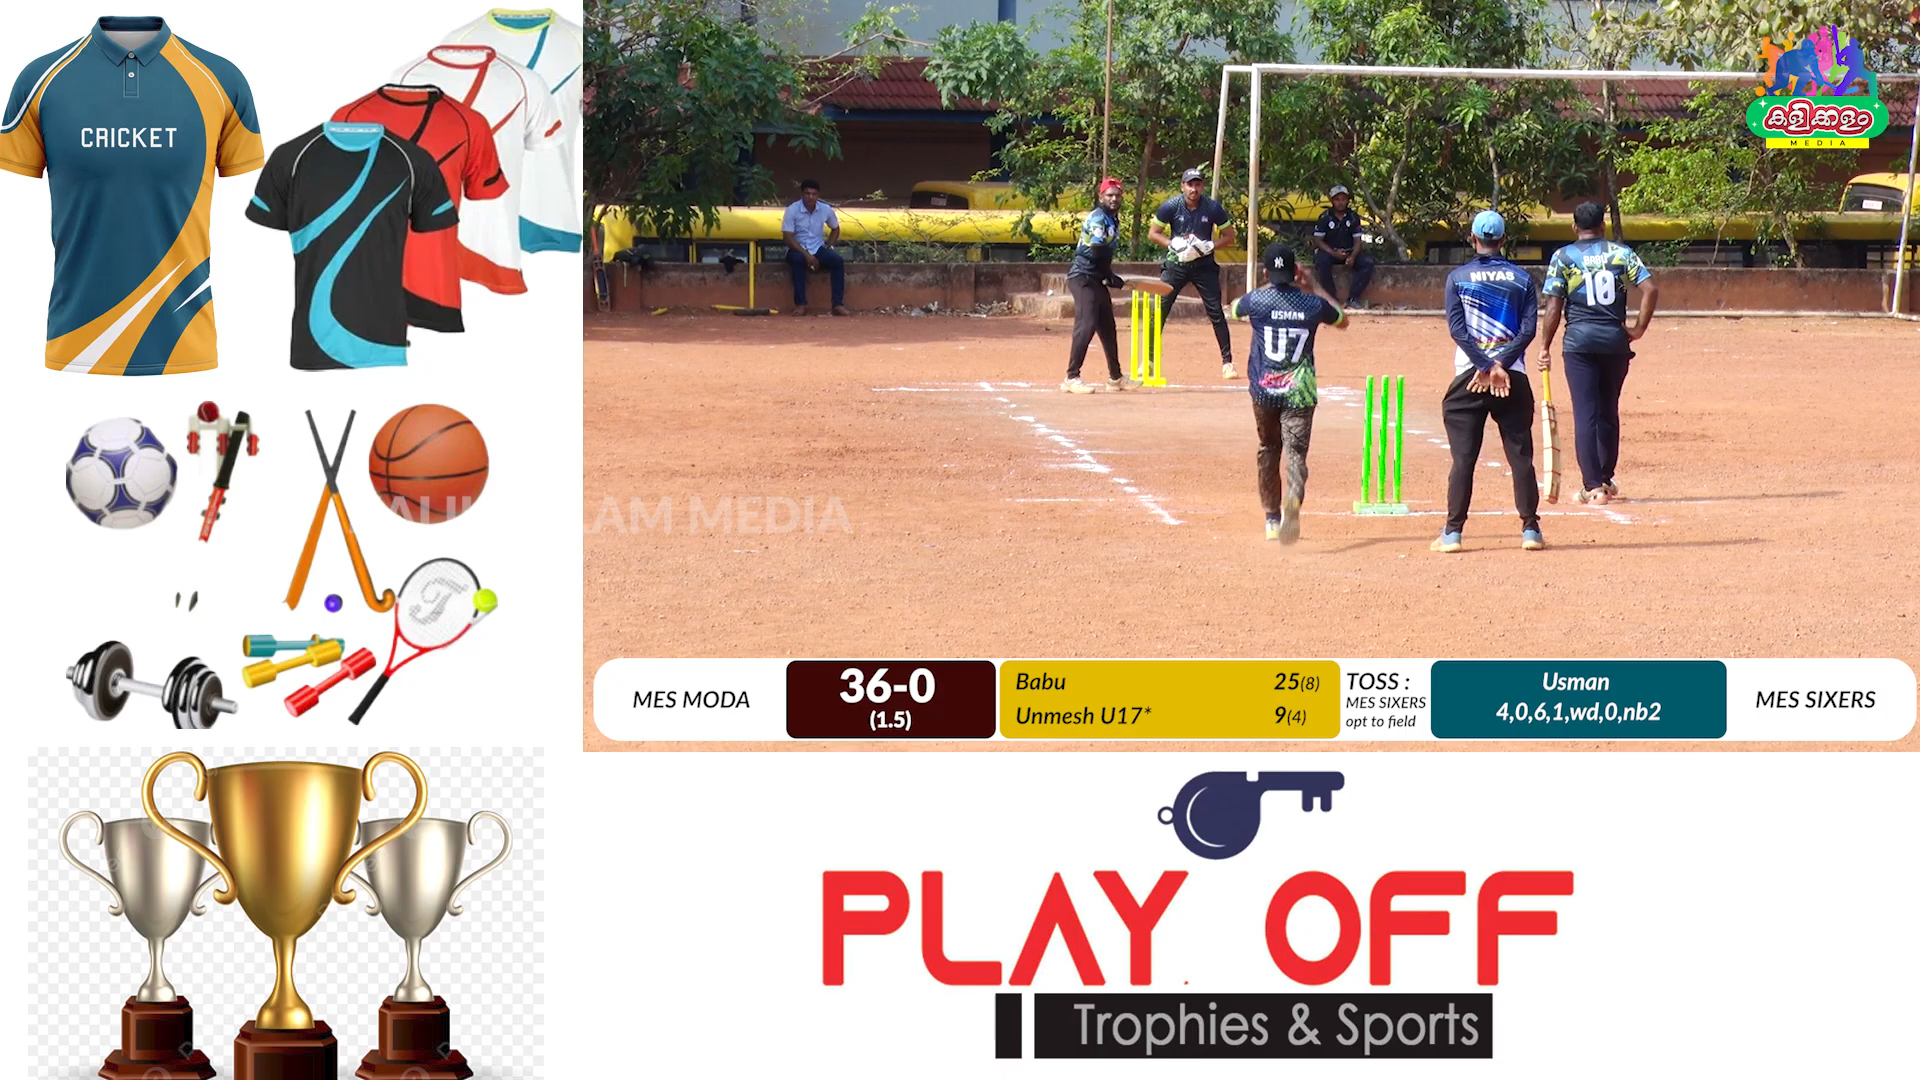 CRICKET
കളിക്കളം
MEDIA
NIYAS
BABU
10
USMAN
U7
LAM MEDIA
MES MODA
36-0
(1.5)
Babu 25(8)
Unmesh U17* 9(4)
TOSS :
MES SIXERS
opt to field
Usman
4,0,6,1,wd,0,nb2
MES SIXERS
PLAY OFF
Trophies & Sports